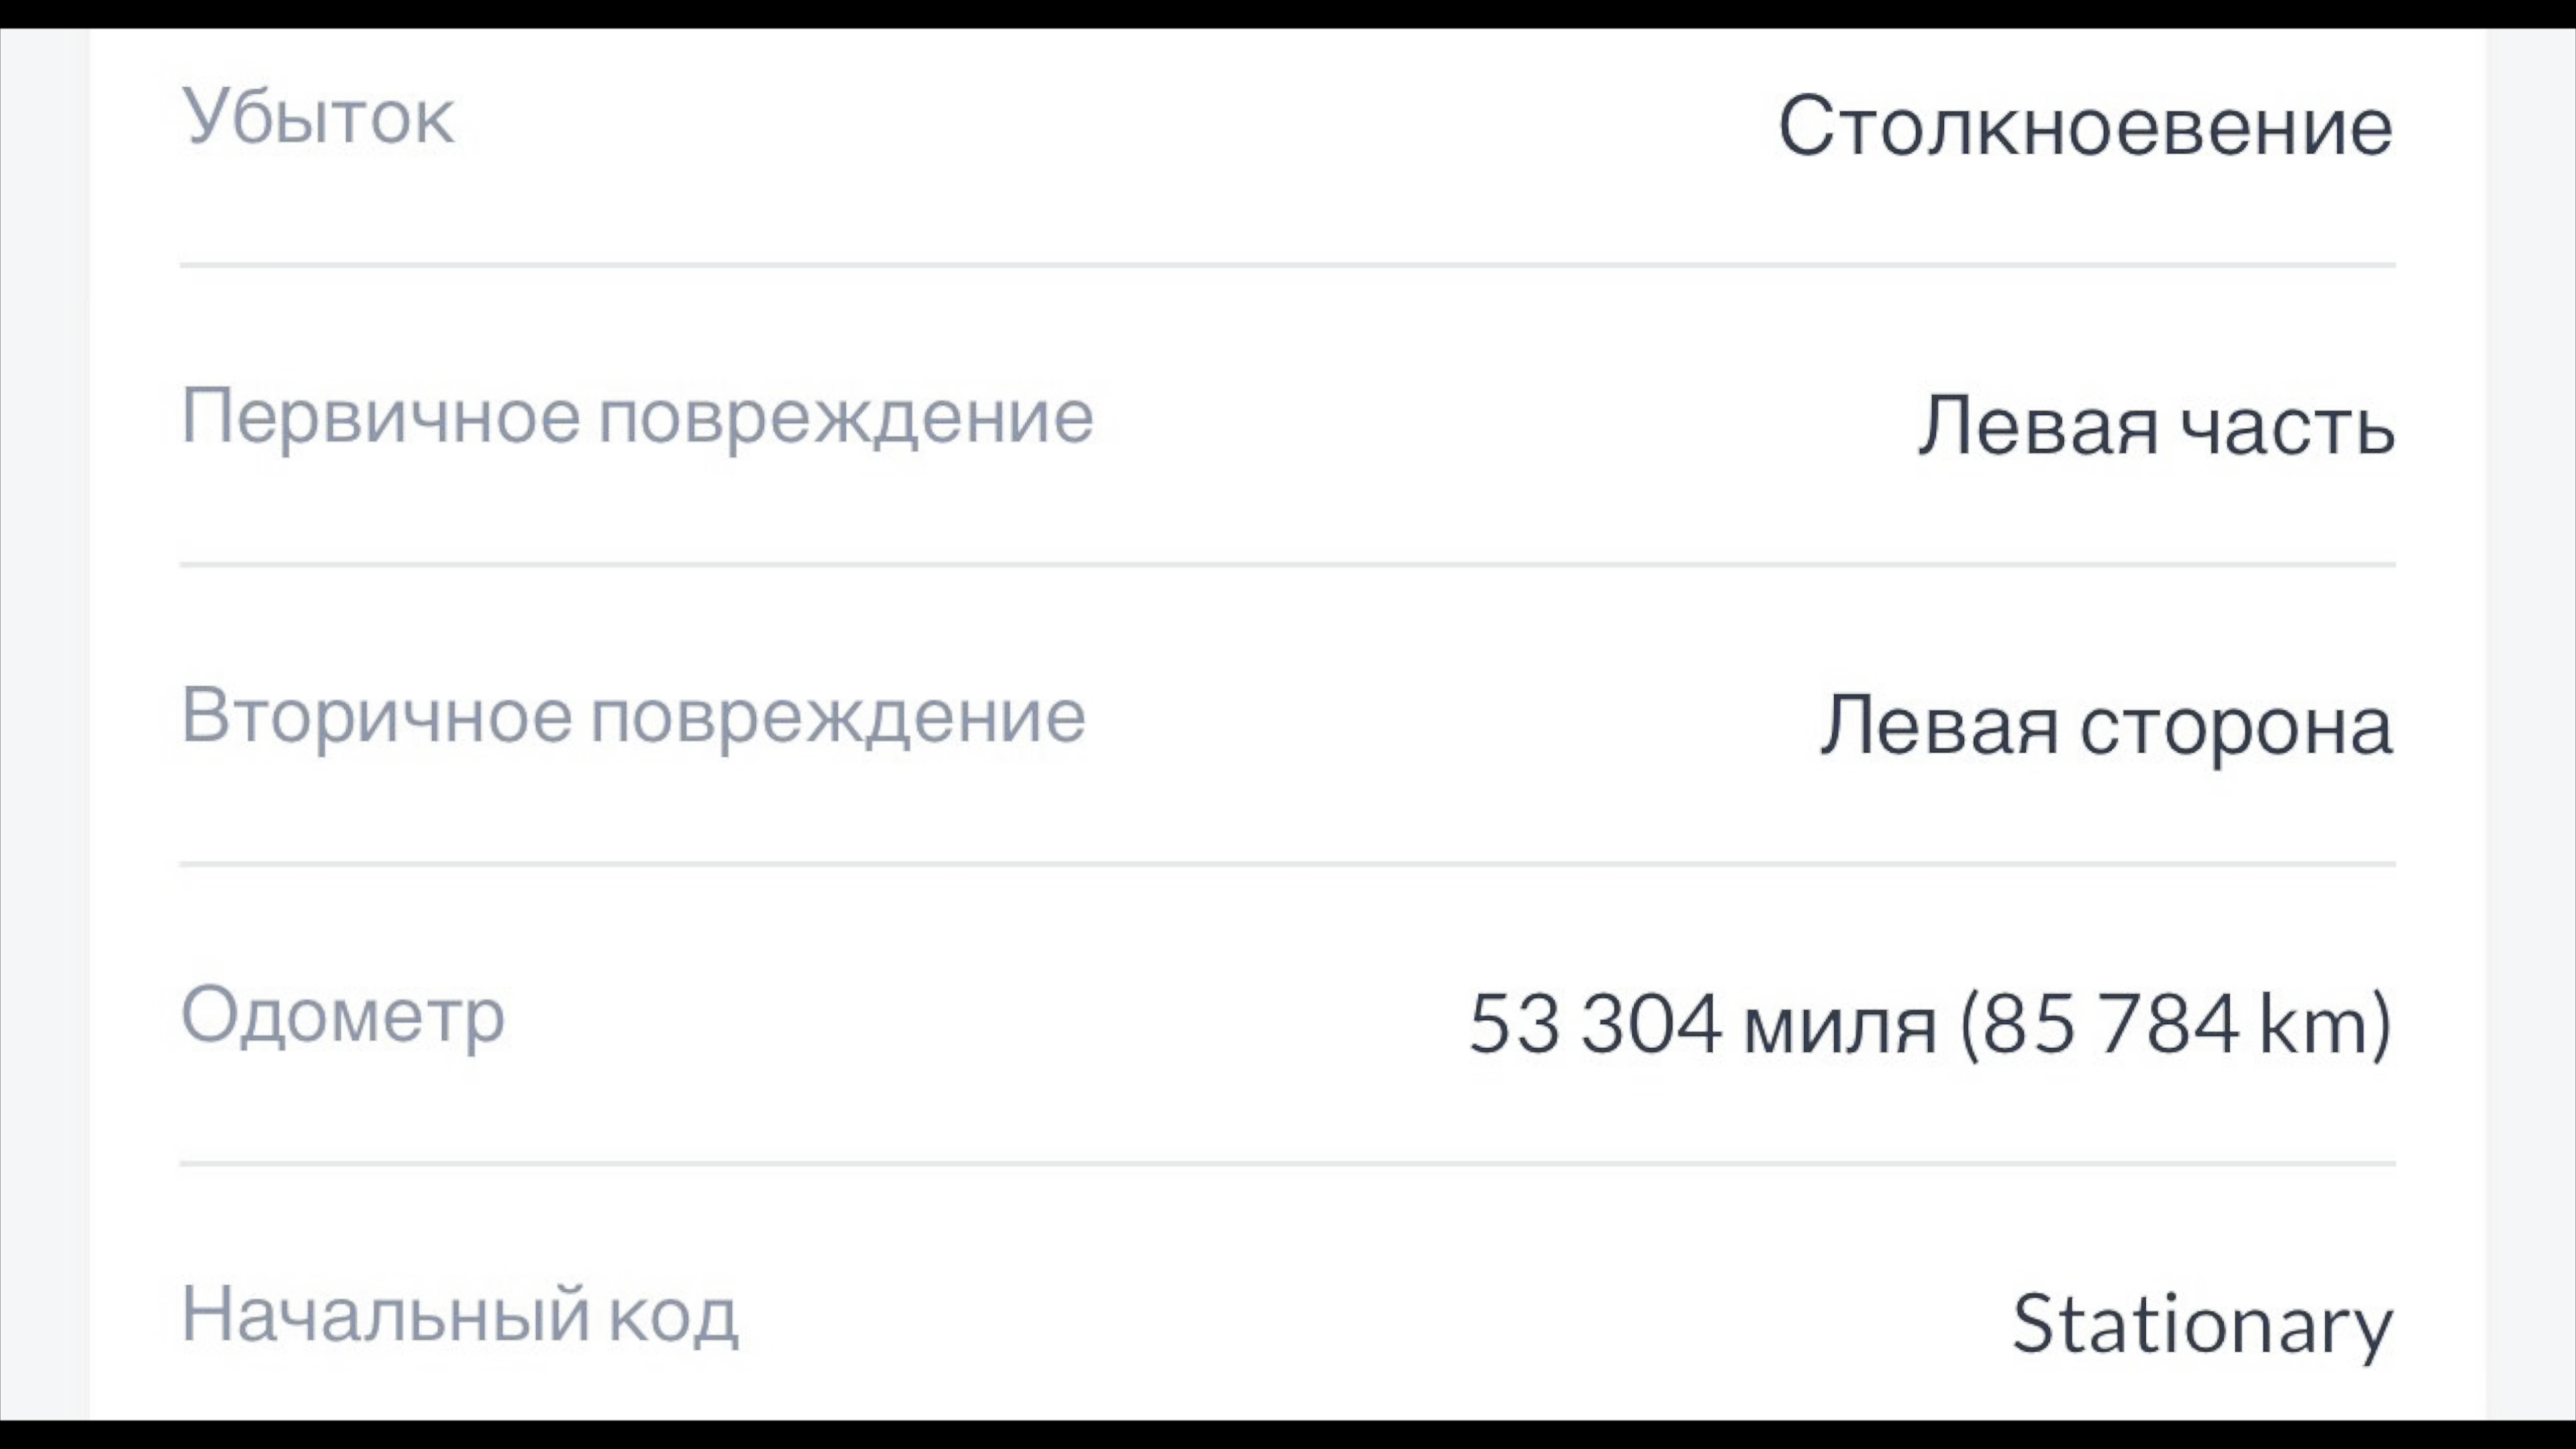 Убыток Столкноевение
Первичное повреждение Левая часть
Вторичное повреждение Левая сторона
Одометр 53 304 миля (85 784 km)
Начальный код Stationary